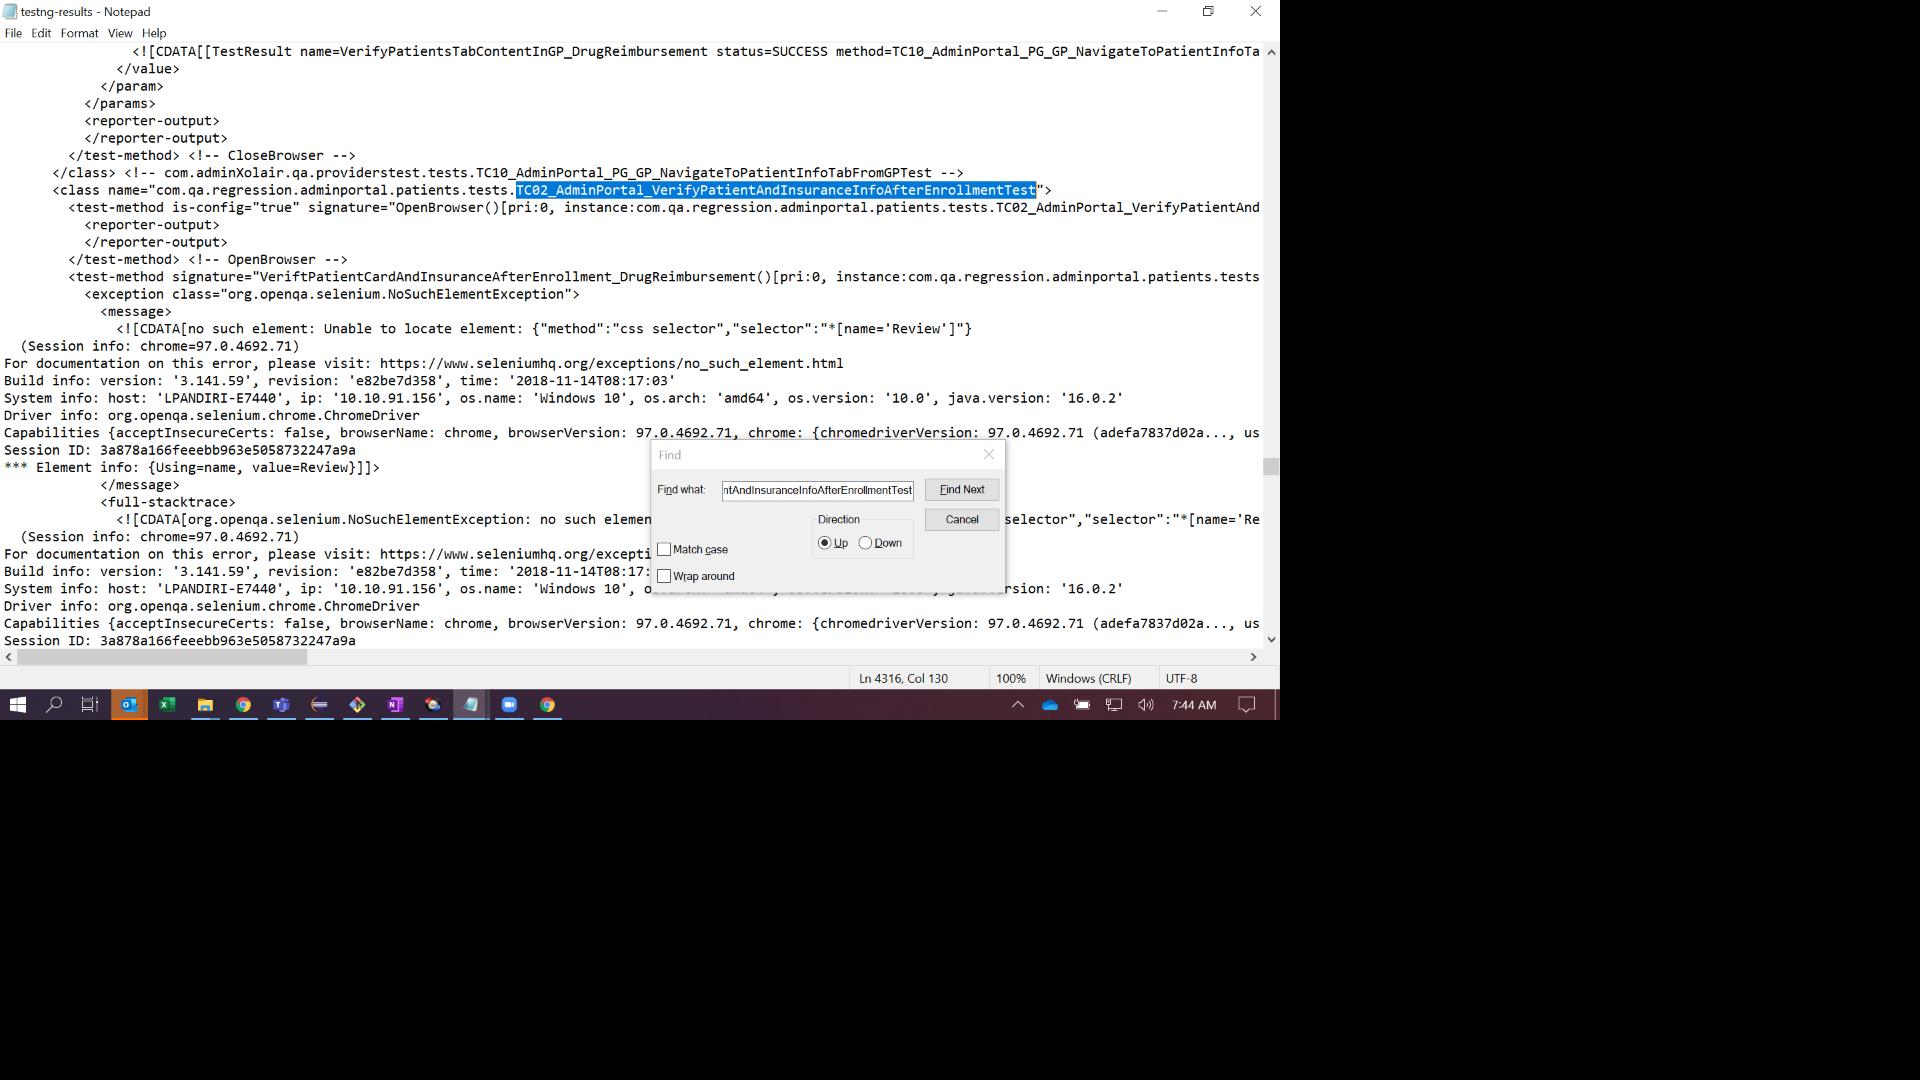 testng-results - Notepad
File Edit Format View Help
<![CDATA[[TestResult name=VerifyPatientsTabContentInGP_DrugReimbursement status=SUCCESS method=TC10_AdminPortal_PG_GP_NavigateToPatientInfoTa
</value>
</param>
</params>
<reporter-output>
</reporter-output>
</test-method> <!-- CloseBrowser -->
</class> <!-- com.adminXolair.qa.providerstest.tests.TC10_AdminPortal_PG_GP_NavigateToPatientInfoTabFromGPTest -->
<class name="com.qa.regression.adminportal.patients.tests.TC02_AdminPortal_VerifyPatientAndInsuranceInfoAfterEnrollmentTest">
<test-method is-config="true" signature="OpenBrowser()[pri:0, instance:com.qa.regression.adminportal.patients.tests.TC02_AdminPortal_VerifyPatientAnd
<reporter-output>
</reporter-output>
</test-method> <!-- OpenBrowser -->
<test-method signature="VeriftPatientCardAndInsuranceAfterEnrollment_DrugReimbursement()[pri:0, instance:com.qa.regression.adminportal.patients.tests
<exception class="org.openqa.selenium.NoSuchElementException">
<message>
<![CDATA[no such element: Unable to locate element: {"method":"css selector","selector":"*[name='Review']"}
(Session info: chrome=97.0.4692.71)
For documentation on this error, please visit: https://www.seleniumhq.org/exceptions/no_such_element.html
Build info: version: '3.141.59', revision: 'e82be7d358', time: '2018-11-14T08:17:03'
System info: host: 'LPANDIRI-E7440', ip: '10.10.91.156', os.name: 'Windows 10', os.arch: 'amd64', os.version: '10.0', java.version: '16.0.2'
Driver info: org.openqa.selenium.chrome.ChromeDriver
Capabilities {acceptInsecureCerts: false, browserName: chrome, browserVersion: 97.0.4692.71, chrome: {chromedriverVersion: 97.0.4692.71 (adefa7837d02a..., us
Session ID: 3a878a166feeebb963e5058732247a9a
*** Element info: {Using=name, value=Review}]]>
</message>
<full-stacktrace>
<![CDATA[org.openqa.selenium.NoSuchElementException: no such elemen selector","selector":"*[name='Re
(Session info: chrome=97.0.4692.71)
For documentation on this error, please visit: https://www.seleniumhq.org/excepti
Build info: version: '3.141.59', revision: 'e82be7d358', time: '2018-11-14T08:17:
System info: host: 'LPANDIRI-E7440', ip: '10.10.91.156', os.name: 'Windows 10', rsion: '16.0.2'
Driver info: org.openqa.selenium.chrome.ChromeDriver
Capabilities {acceptInsecureCerts: false, browserName: chrome, browserVersion: 97.0.4692.71, chrome: {chromedriverVersion: 97.0.4692.71 (adefa7837d02a..., us
Session ID: 3a878a166feeebb963e5058732247a9a
Find
Find what: ntAndInsuranceInfoAfterEnrollmentTest Find Next
Direction Cancel
Up Down
Match case
Wrap around
Ln 4316, Col 130 100% Windows (CRLF) UTF-8
7:44 AM